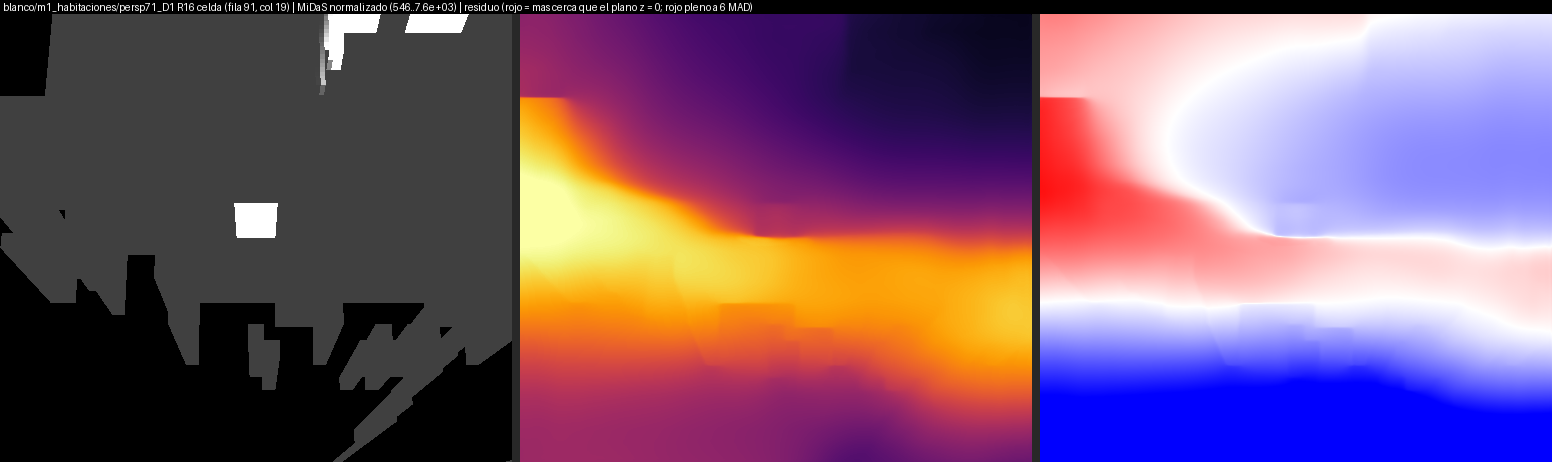 blanco/m1_habitaciones/persp71_D1 R16 celda (fila 91, col 19) | MiDaS normalizado (546..7.6e+03) | residuo (rojo = mas cerca que el plano z = 0; rojo pleno a 6 MAD)